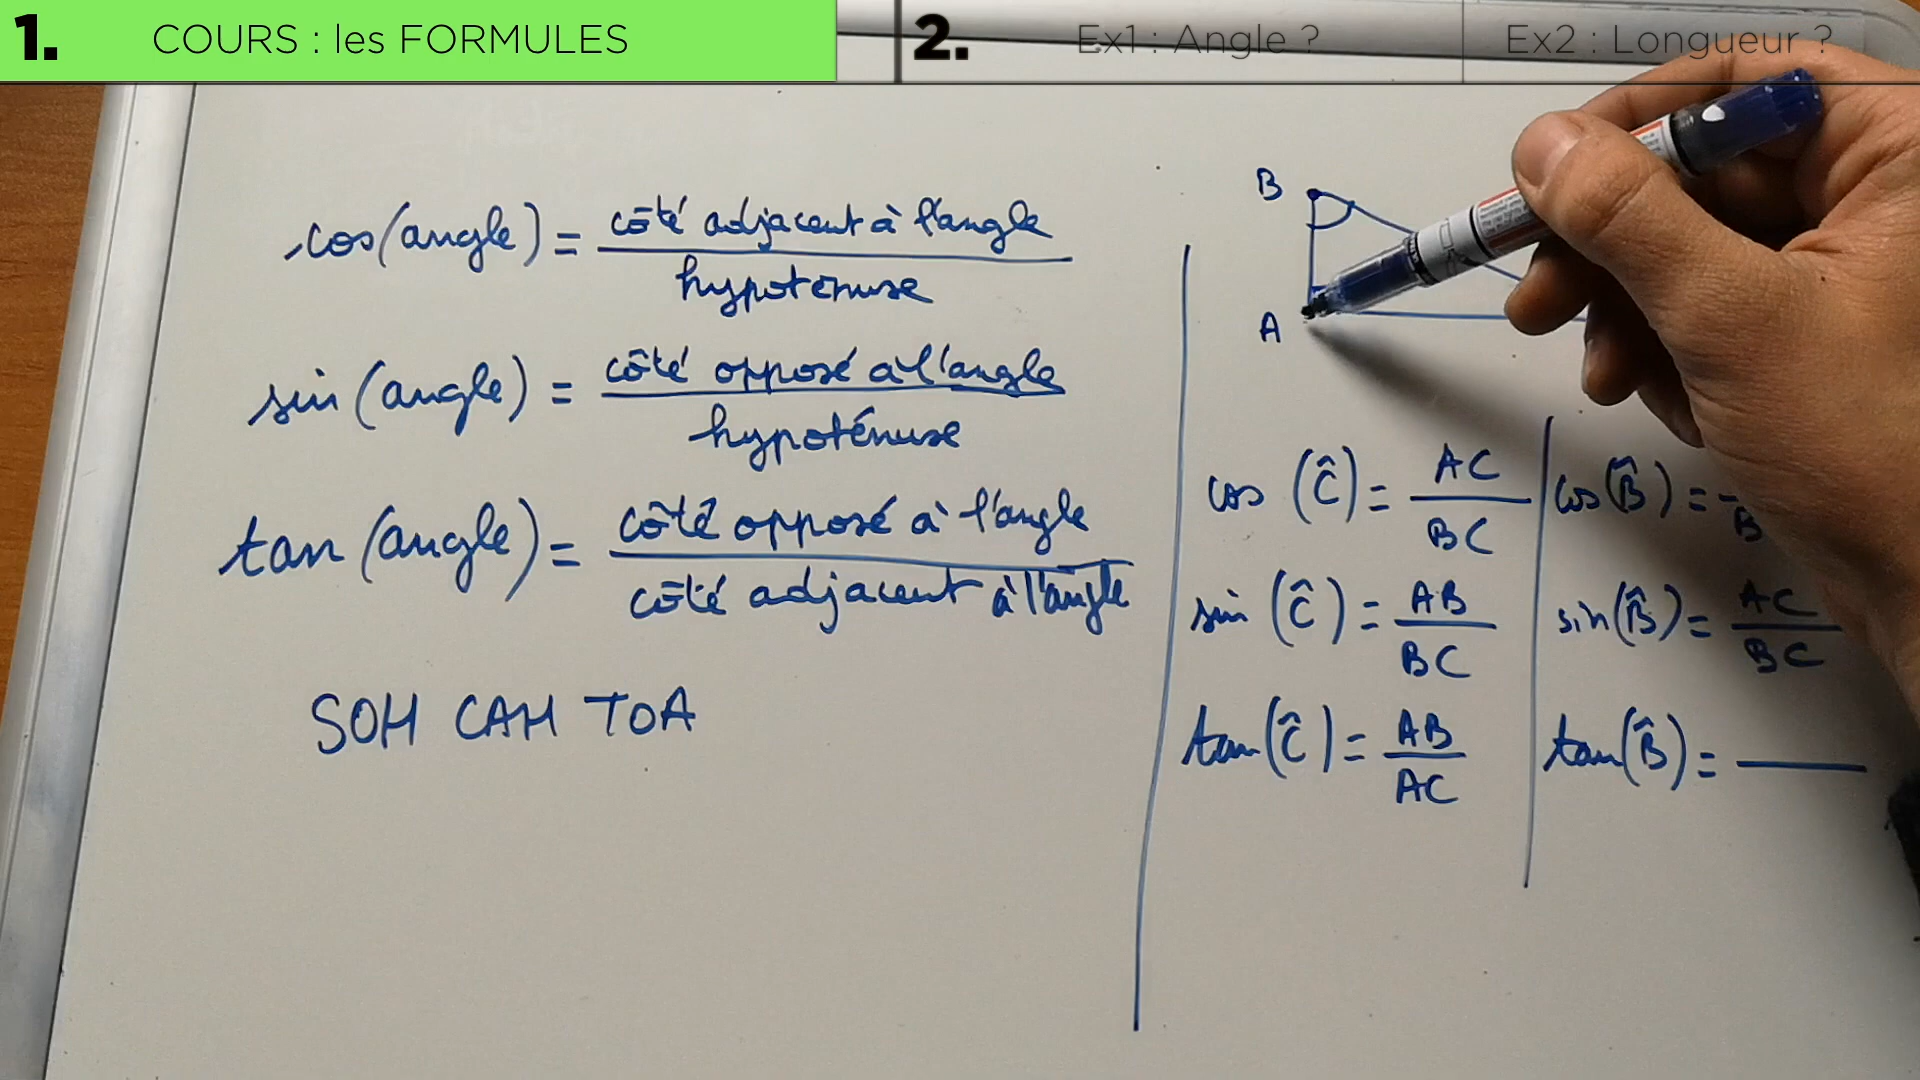 1. COURS : les FORMULES
2. Ex1 : Angle ? Ex2 : Longueur ?
cos(angle) = côté adjacent à l'angle
hypoténuse
sin(angle) = côté opposé à l'angle
hypoténuse
tan(angle) = côté opposé à l'angle
côté adjacent à l'angle
SOH CAH TOA
B
A
cos(Ĉ) = AC
BC
sin(Ĉ) = AB
BC
tan(Ĉ) = AB
AC
cos(B̂) =
B
sin(B̂) = AC
BC
tan(B̂) =